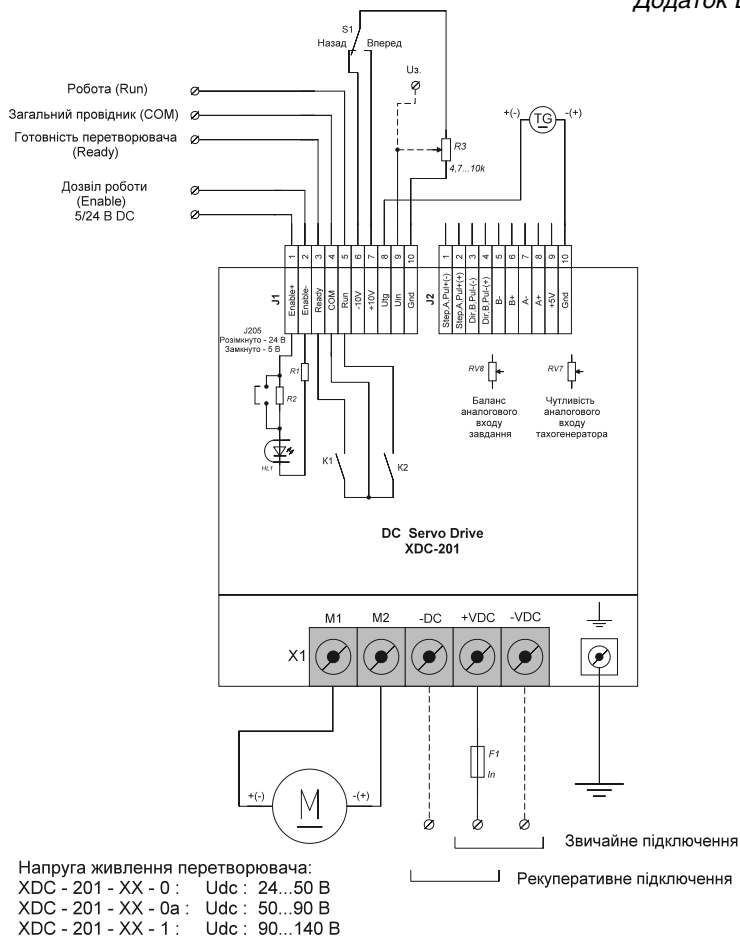 Додаток
S1
Назад Вперед
Uз.
Робота (Run)
Загальний провідник (COM)
Готовність перетворювача
(Ready)
Дозвіл роботи
(Enable)
5/24 В DC
+(-) TG -(+)
R3
4,7...10k
J1
1 2 3 4 5 6 7 8 9 10
Enable+
Enable-
Ready
COM
Run
-10V
+10V
Utg
Uin
Gnd
J2
1 2 3 4 5 6 7 8 9 10
Step,A,Pul+(-)
Step,A,Pul+(+)
Dir,B,Pul-(-)
Dir,B,Pul-(+)
B-
B+
A-
A+
+5V
Gnd
J205
Розімкнуто - 24 В
Замкнуто - 5 В
R1
R2
HL1
K1
K2
RV8
Баланс
аналогового
входу
завдання
RV7
Чутливість
аналогового
входу
тахогенератора
DC Servo Drive
XDC-201
M1 M2 -DC +VDC -VDC
X1
F1
In
+(-) M -(+)
Звичайне підключення
Рекуперативне підключення
Напруга живлення перетворювача:
XDC - 201 - XX - 0 : Udc : 24...50 В
XDC - 201 - XX - 0a : Udc : 50...90 В
XDC - 201 - XX - 1 : Udc : 90...140 В